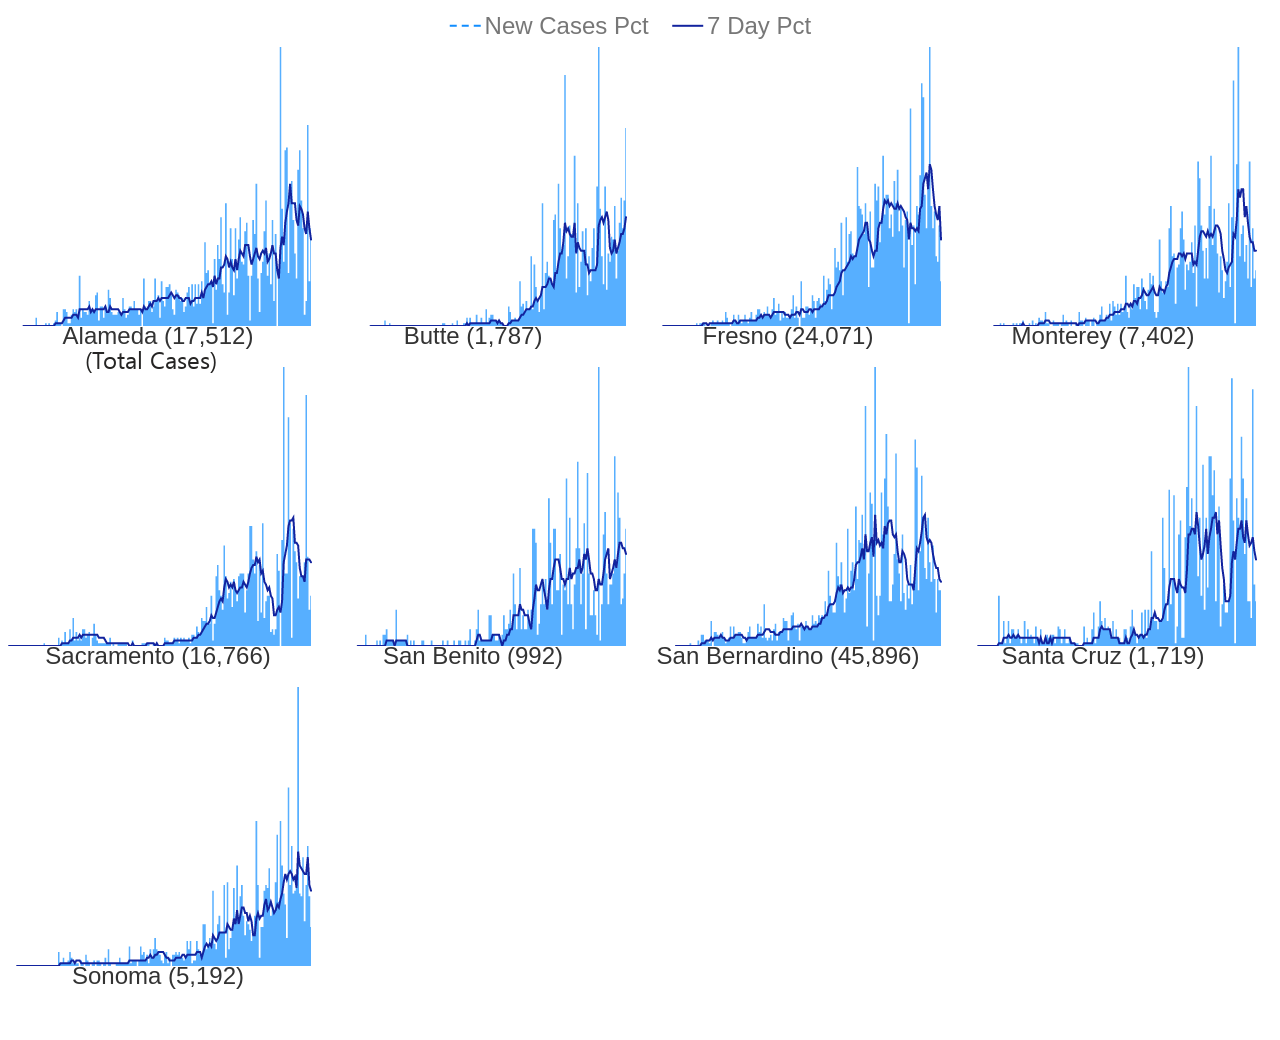 New Cases Pct 7 Day Pct
Alameda (17,512) Butte (1,787) Fresno (24,071) Monterey (7,402)
(Total Cases)
Sacramento (16,766) San Benito (992) San Bernardino (45,896) Santa Cruz (1,719)
Sonoma (5,192)